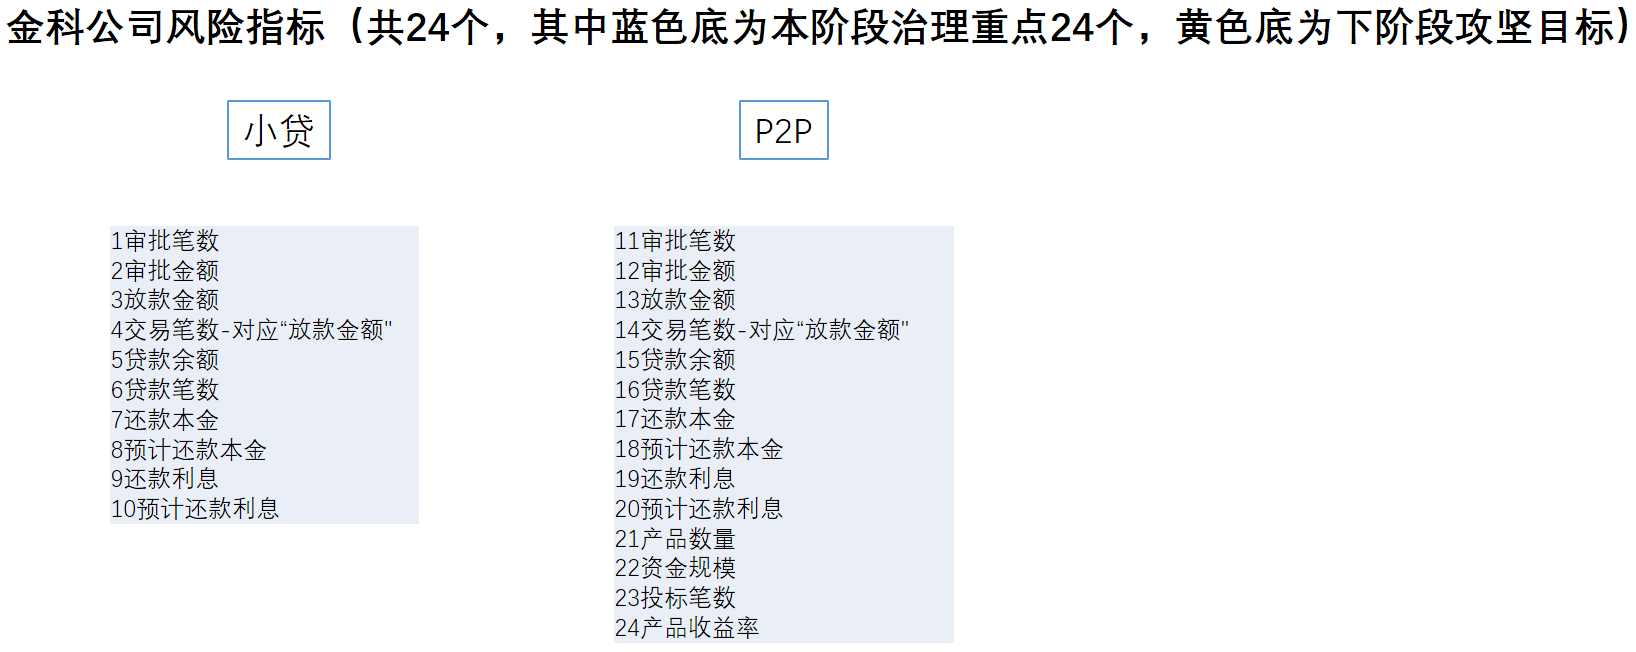 金科公司风险指标（共24个，其中蓝色底为本阶段治理重点24个，黄色底为下阶段攻坚目标）
小贷
1审批笔数
2审批金额
3放款金额
4交易笔数-对应“放款金额"
5贷款余额
6贷款笔数
7还款本金
8预计还款本金
9还款利息
10预计还款利息
P2P
11审批笔数
12审批金额
13放款金额
14交易笔数-对应“放款金额"
15贷款余额
16贷款笔数
17还款本金
18预计还款本金
19还款利息
20预计还款利息
21产品数量
22资金规模
23投标笔数
24产品收益率